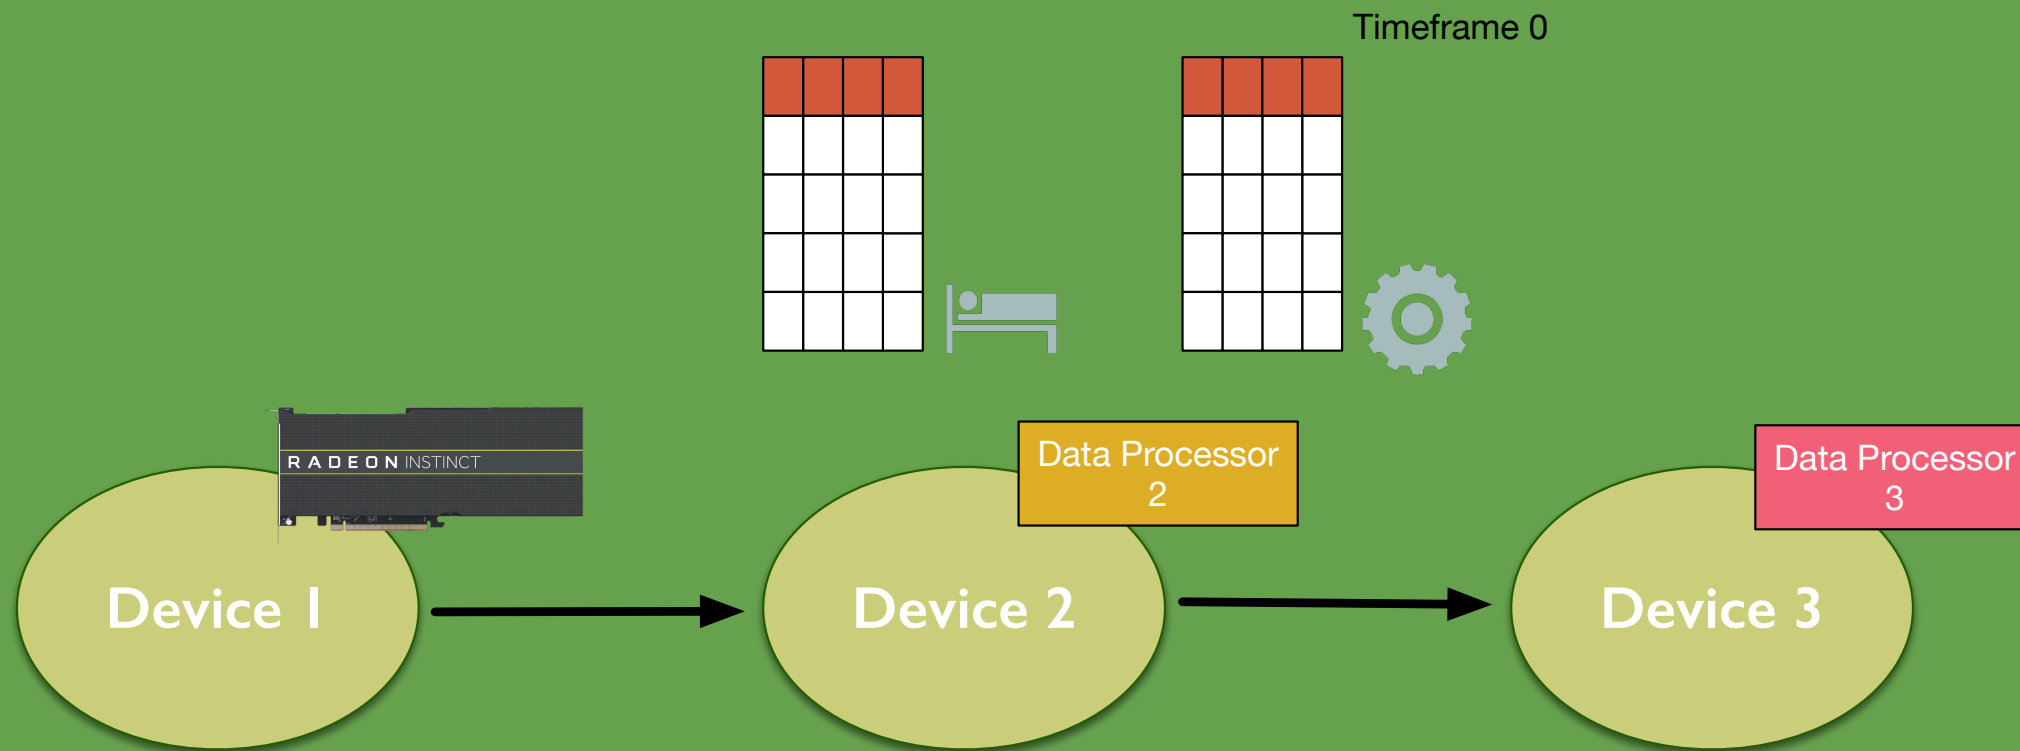 Timeframe 0
RADEON INSTINCT
Data Processor
2
Data Processor
3
Device 1
Device 2
Device 3